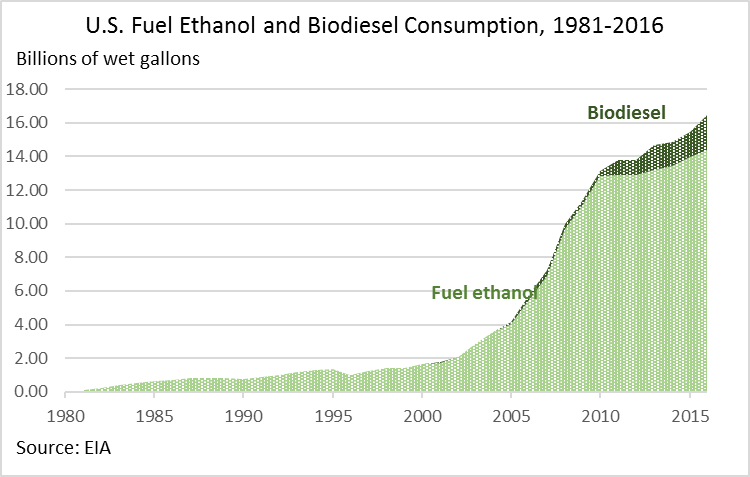 U.S. Fuel Ethanol and Biodiesel Consumption, 1981-2016
Billions of wet gallons
18.00
16.00
14.00
12.00
10.00
8.00
6.00
4.00
2.00
0.00
Biodiesel
Fuel ethanol
1980 1985 1990 1995 2000 2005 2010 2015
Source: EIA